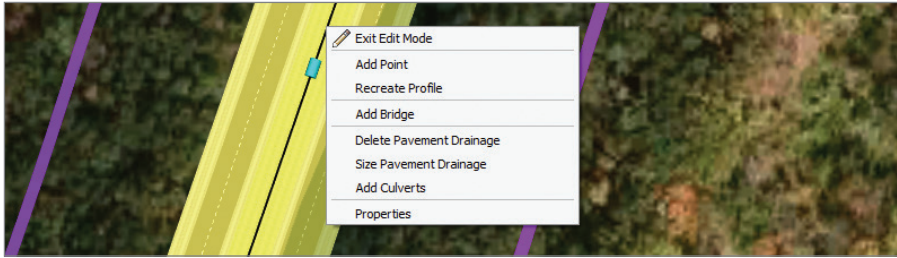 Exit Edit Mode
Add Point
Recreate Profile
Add Bridge
Delete Pavement Drainage
Size Pavement Drainage
Add Culverts
Properties